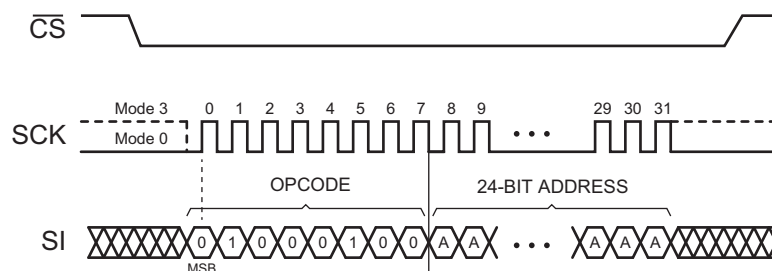 CS
Mode 3 0 1 2 3 4 5 6 7 8 9 29 30 31
SCK Mode 0 • • •
OPCODE 24-BIT ADDRESS
SI 0 1 0 0 0 1 0 0 A A • • • A A A
MSB